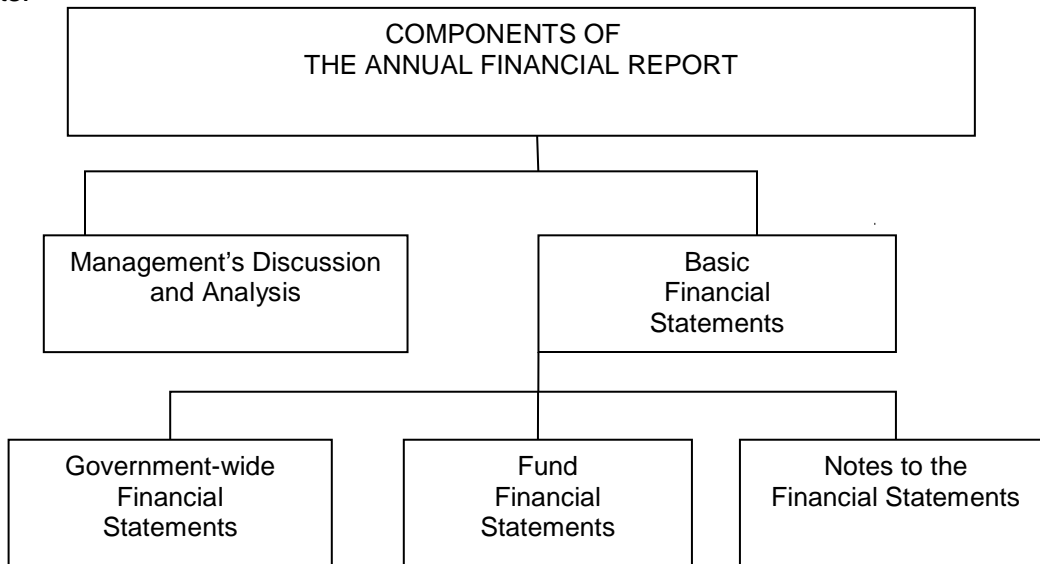 COMPONENTS OF
THE ANNUAL FINANCIAL REPORT
Management’s Discussion
and Analysis
Basic
Financial
Statements
Government-wide
Financial
Statements
Fund
Financial
Statements
Notes to the
Financial Statements